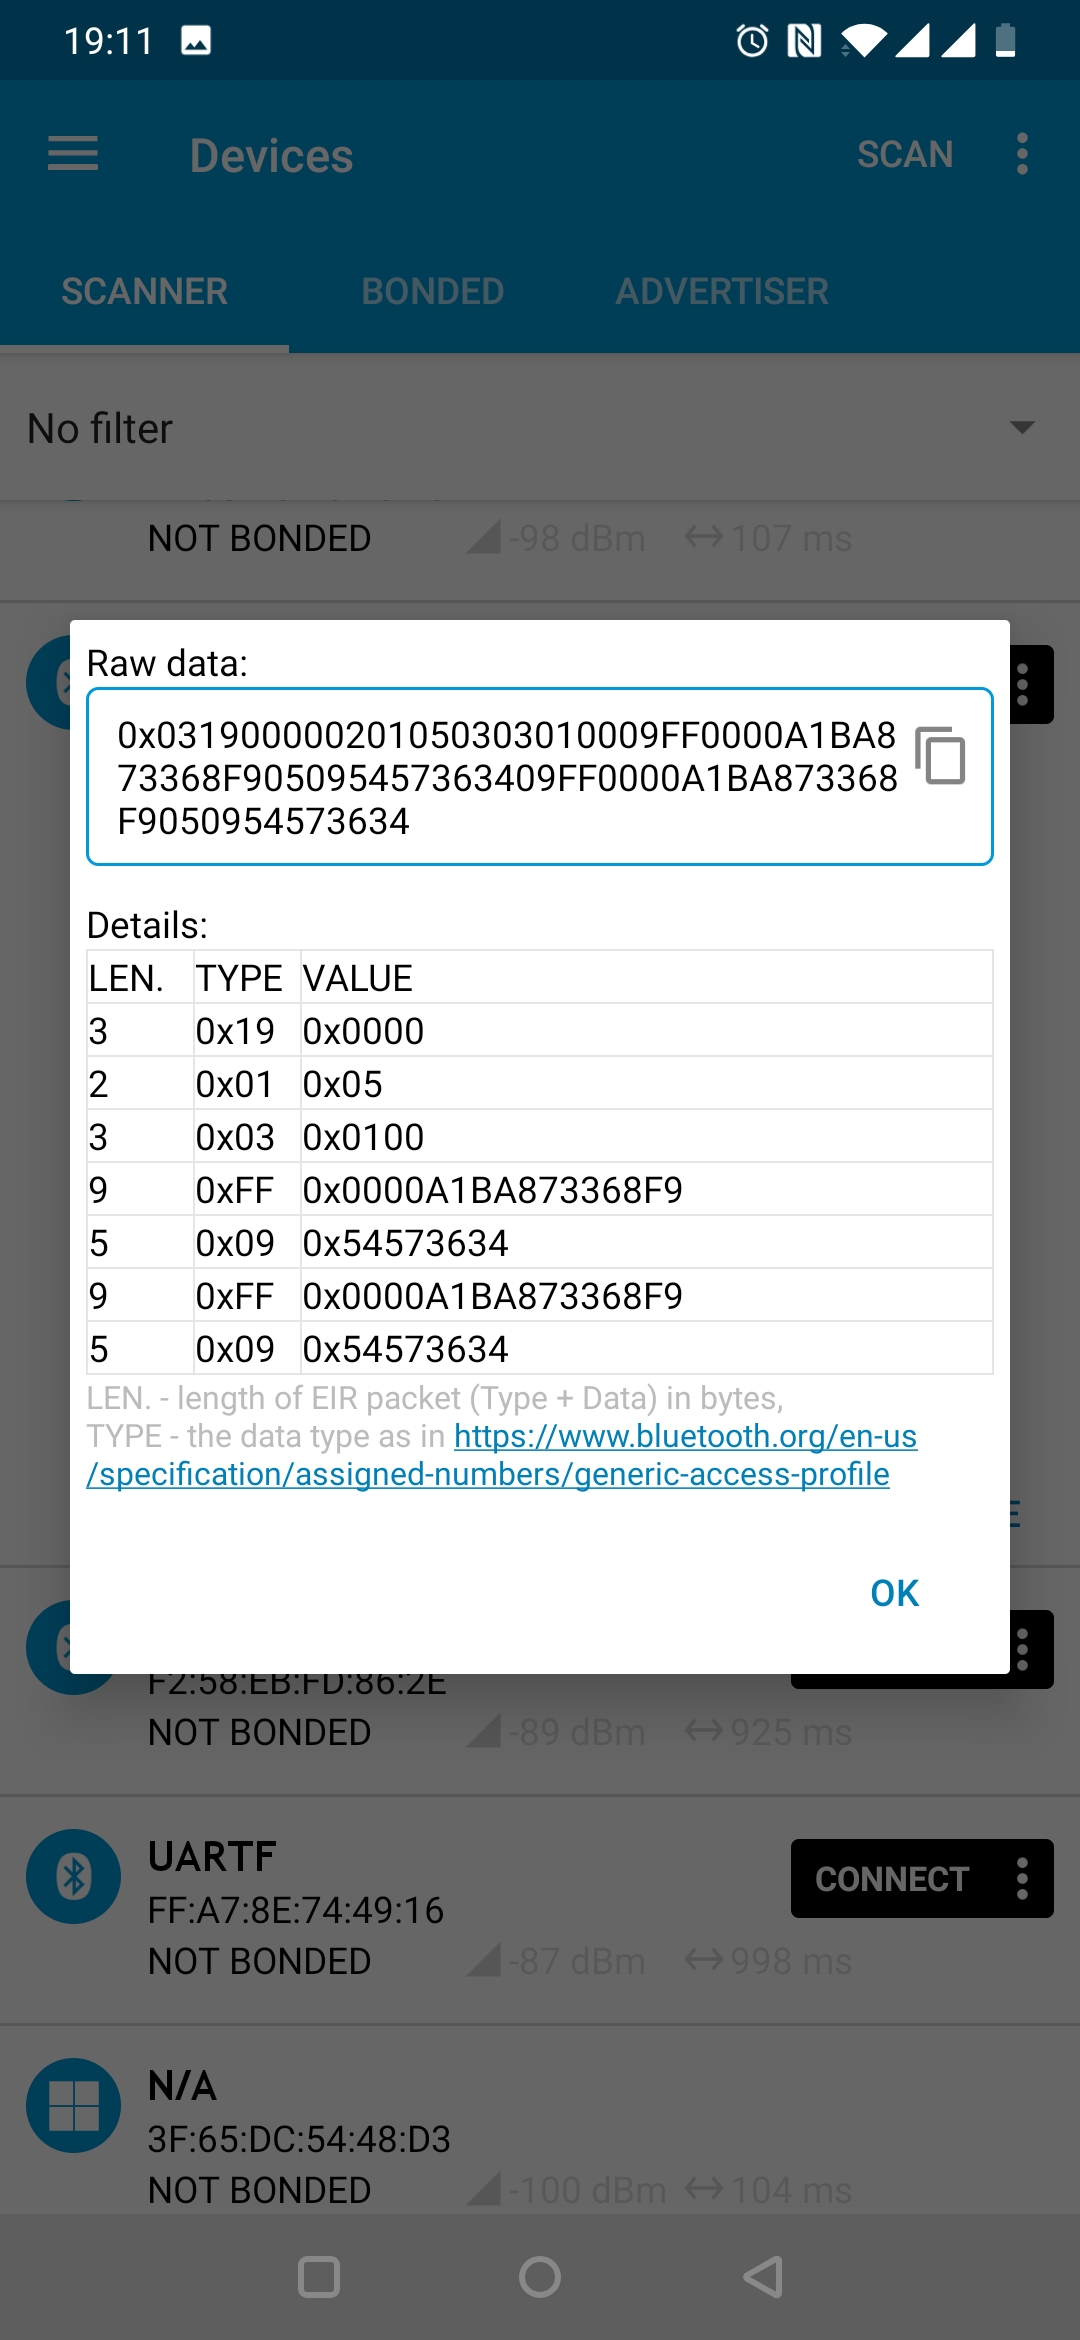 19:11
Devices
SCAN
SCANNER
BONDED
ADVERTISER
No filter
NOT BONDED -98 dBm 107 ms
Raw data:
0x031900000201050303010009FF0000A1BA8
73368F905095457363409FF0000A1BA873368
F9050954573634
Details:
LEN. TYPE VALUE
3 0x19 0x0000
2 0x01 0x05
3 0x03 0x0100
9 0xFF 0x0000A1BA873368F9
5 0x09 0x54573634
9 0xFF 0x0000A1BA873368F9
5 0x09 0x54573634
LEN. - length of EIR packet (Type + Data) in bytes,
TYPE - the data type as in https://www.bluetooth.org/en-us
/specification/assigned-numbers/generic-access-profile
E
OK
F2:58:EB:FD:86:2E
NOT BONDED -89 dBm 925 ms
UARTF
CONNECT
FF:A7:8E:74:49:16
NOT BONDED -87 dBm 998 ms
N/A
3F:65:DC:54:48:D3
NOT BONDED -100 dBm 104 ms